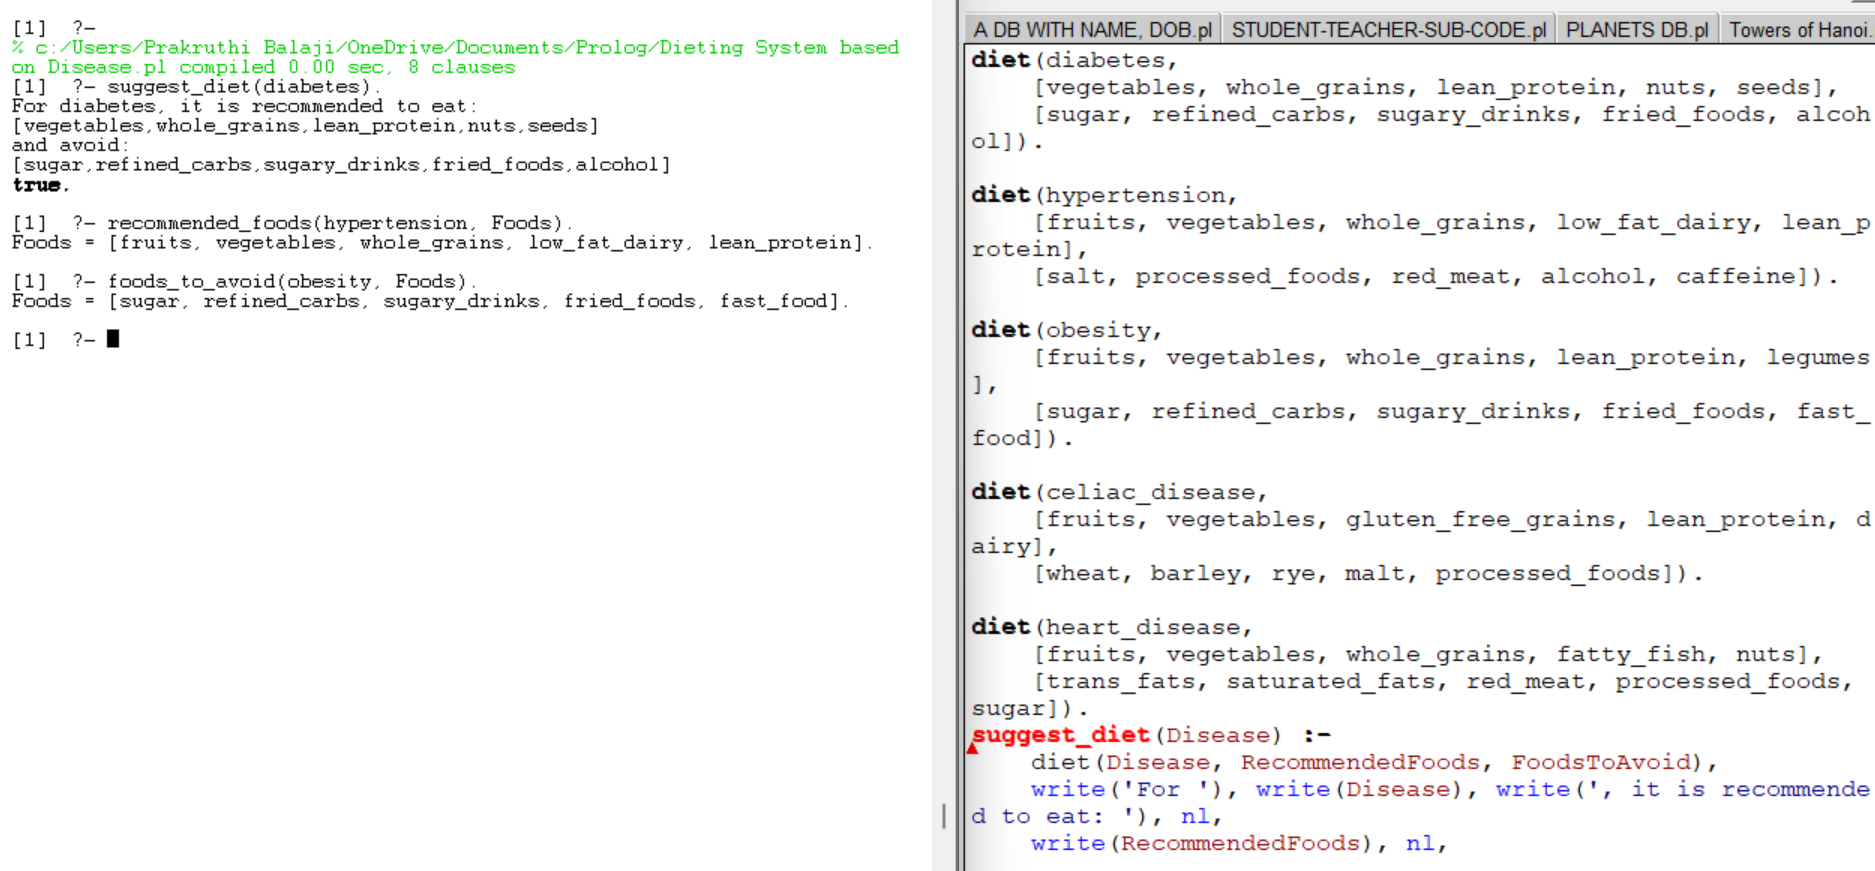 [1]  ?-
% c:/Users/Prakruthi Balaji/OneDrive/Documents/Prolog/Dieting System based
on Disease.pl compiled 0.00 sec, 8 clauses
[1]  ?- suggest_diet(diabetes).
For diabetes, it is recommended to eat:
[vegetables,whole_grains,lean_protein,nuts,seeds]
and avoid:
[sugar,refined_carbs,sugary_drinks,fried_foods,alcohol]
true.
[1]  ?- recommended_foods(hypertension, Foods).
Foods = [fruits, vegetables, whole_grains, low_fat_dairy, lean_protein].
[1]  ?- foods_to_avoid(obesity, Foods).
Foods = [sugar, refined_carbs, sugary_drinks, fried_foods, fast_food].
[1]  ?-
A DB WITH NAME, DOB.pl STUDENT-TEACHER-SUB-CODE.pl PLANETS DB.pl Towers of Hanoi.
diet(diabetes,
    [vegetables, whole_grains, lean_protein, nuts, seeds],
    [sugar, refined_carbs, sugary_drinks, fried_foods, alcoh
ol]).
diet(hypertension,
    [fruits, vegetables, whole_grains, low_fat_dairy, lean_p
rotein],
    [salt, processed_foods, red_meat, alcohol, caffeine]).
diet(obesity,
    [fruits, vegetables, whole_grains, lean_protein, legumes
],
    [sugar, refined_carbs, sugary_drinks, fried_foods, fast_
food]).
diet(celiac_disease,
    [fruits, vegetables, gluten_free_grains, lean_protein, d
airy],
    [wheat, barley, rye, malt, processed_foods]).
diet(heart_disease,
    [fruits, vegetables, whole_grains, fatty_fish, nuts],
    [trans_fats, saturated_fats, red_meat, processed_foods,
sugar]).
suggest_diet(Disease) :-
    diet(Disease, RecommendedFoods, FoodsToAvoid),
    write('For '), write(Disease), write(', it is recommende
d to eat: '), nl,
    write(RecommendedFoods), nl,